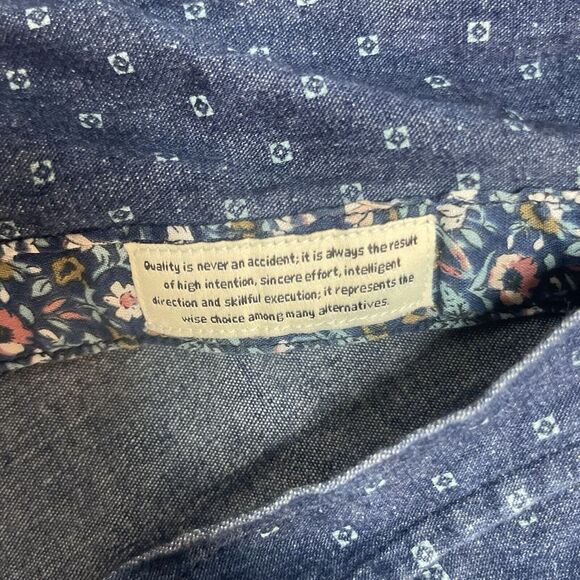 Quality is never an accident; it is always the result
of high intention, sincere effort, intelligent
direction and skillful execution; it represents the
wise choice among many alternatives.